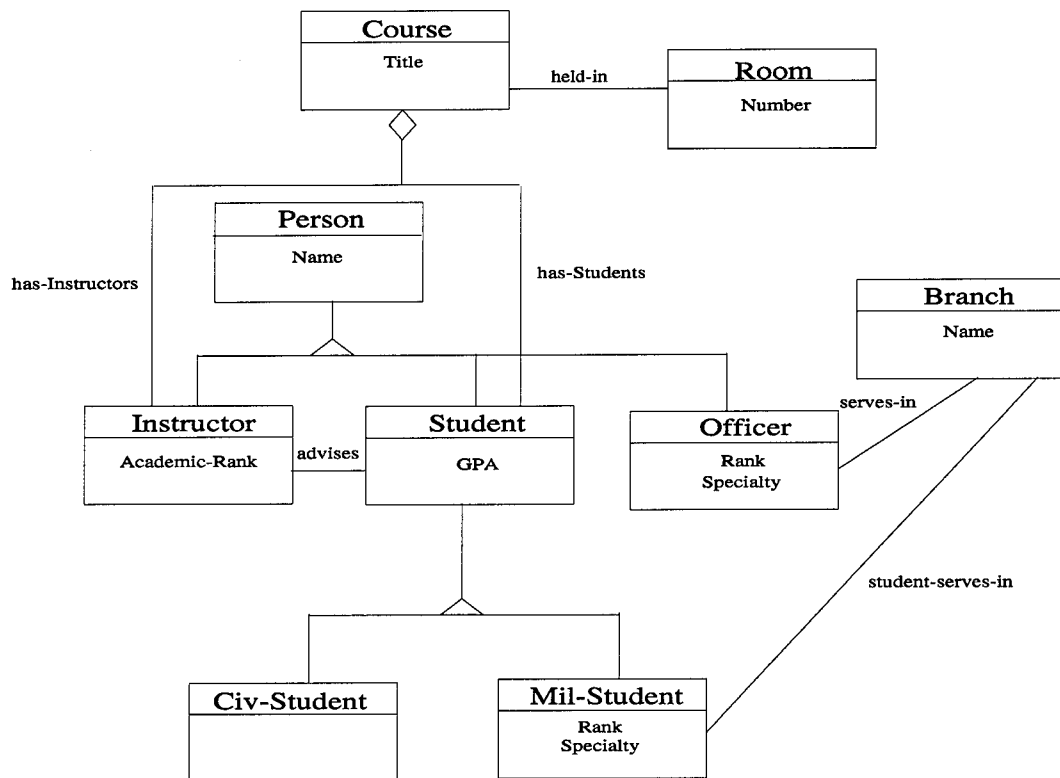 Course
Title
held-in
Room
Number
Person
Name
has-Instructors
has-Students
Branch
Name
Instructor
Academic-Rank
advises
Student
GPA
serves-in
Officer
Rank
Specialty
student-serves-in
Civ-Student
Mil-Student
Rank
Specialty